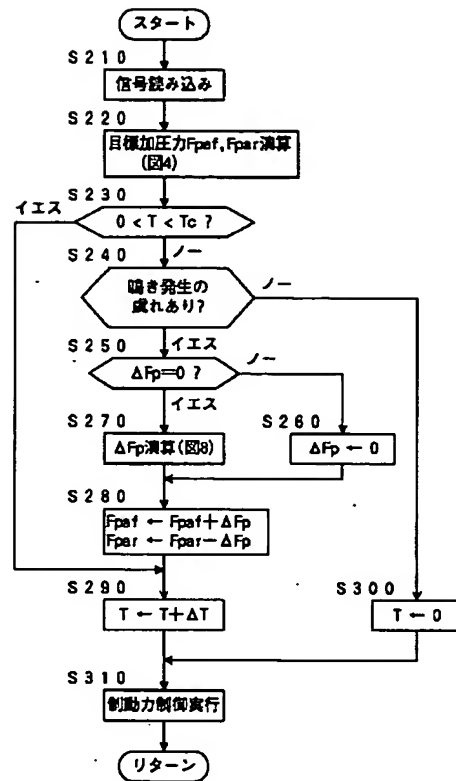 スタート
S210
信号読み込み
S220
目標加圧力Fpaf,Fpar演算
(図4)
S230
イエス
0 < T < Tc ?
S240
ノー
鳴き発生の
虞れあり?
ノー
S250
イエス
ΔFp=0 ?
ノー
イエス
S270
ΔFp演算(図8)
S260
ΔFp ← 0
S280
Fpaf ← Fpaf+ΔFp
Fpar ← Fpar−ΔFp
S290
T ← T+ΔT
S300
T ← 0
S310
制動力制御実行
リターン